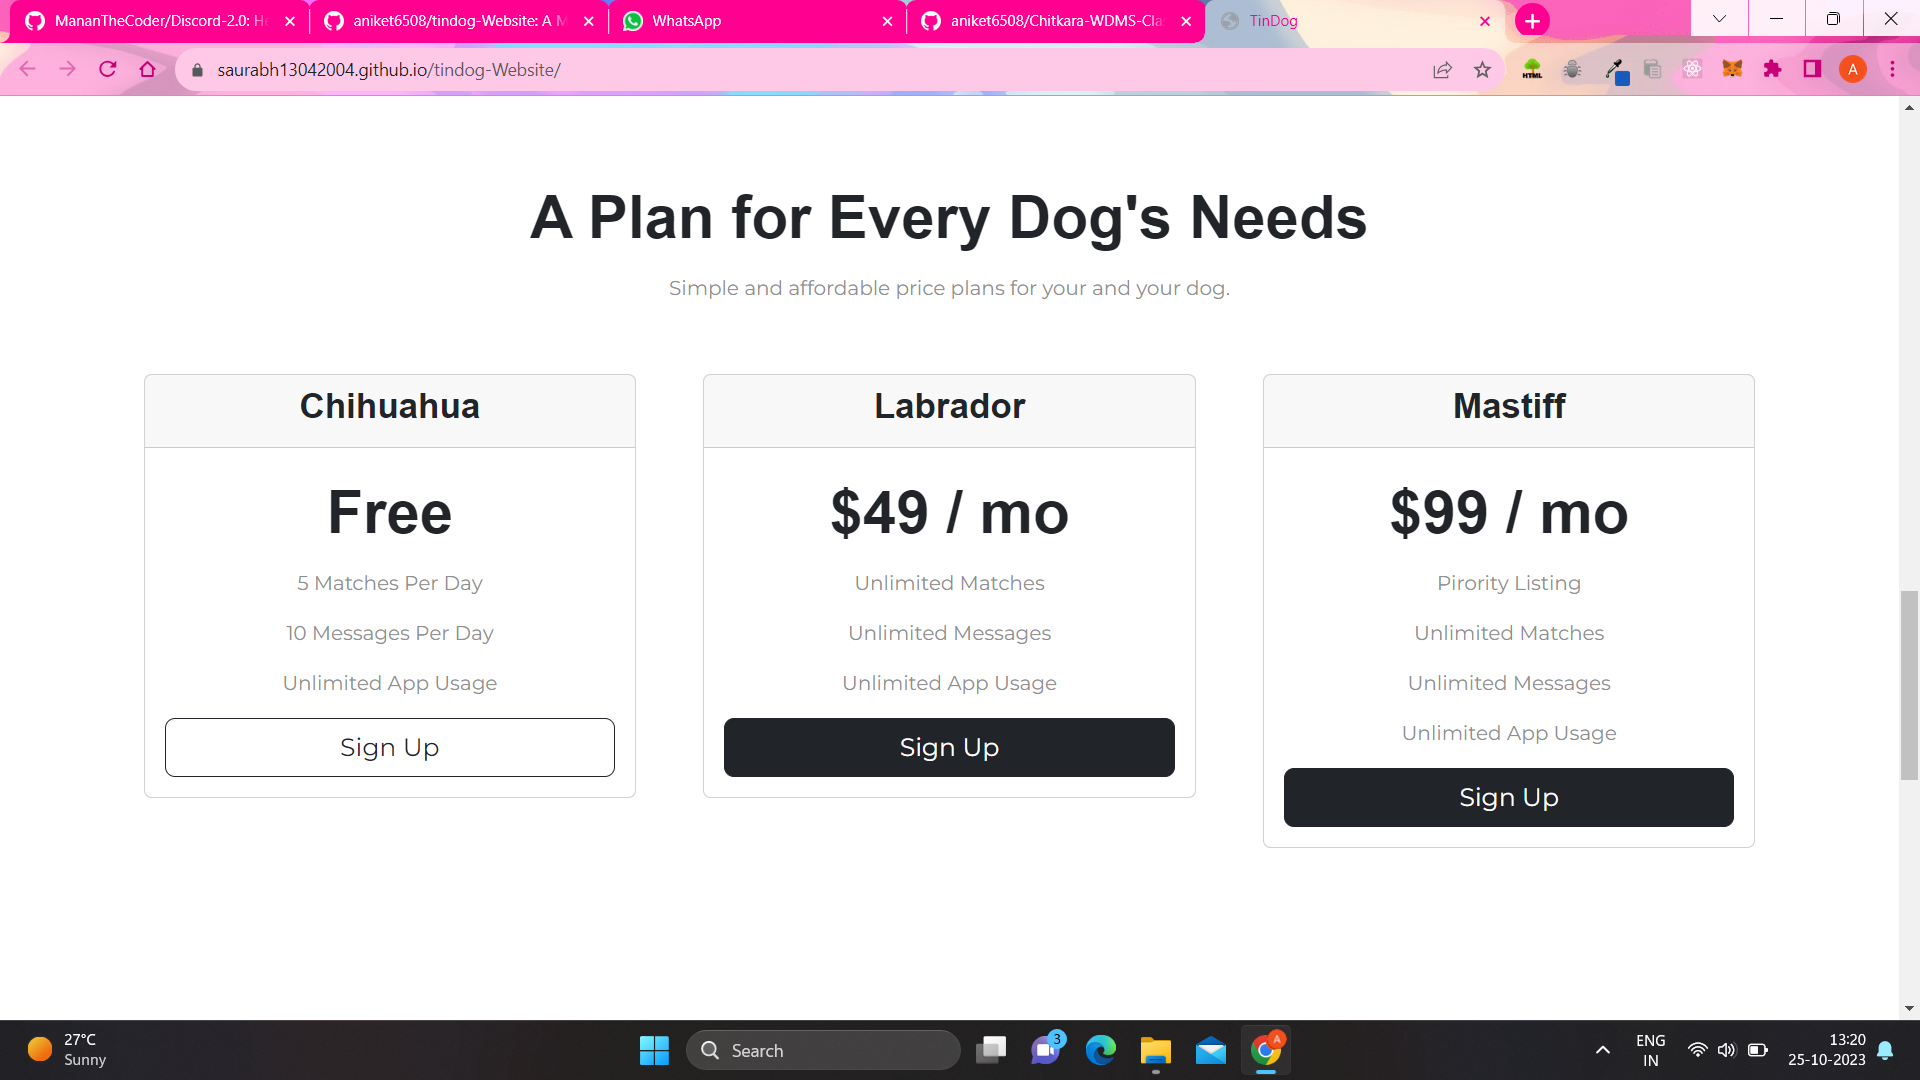 MananTheCoder/Discord-2.0: H
aniket6508/tindog-Website: A M
WhatsApp
aniket6508/Chitkara-WDMS-Cla
TinDog
saurabh13042004.github.io/tindog-Website/
HTML
A
A Plan for Every Dog's Needs
Simple and affordable price plans for your and your dog.
Chihuahua
Free
5 Matches Per Day
10 Messages Per Day
Unlimited App Usage
Sign Up
Labrador
$49 / mo
Unlimited Matches
Unlimited Messages
Unlimited App Usage
Sign Up
Mastiff
$99 / mo
Pirority Listing
Unlimited Matches
Unlimited Messages
Unlimited App Usage
Sign Up
27°C
Sunny
Search
3
A
ENG
IN
13:20
25-10-2023